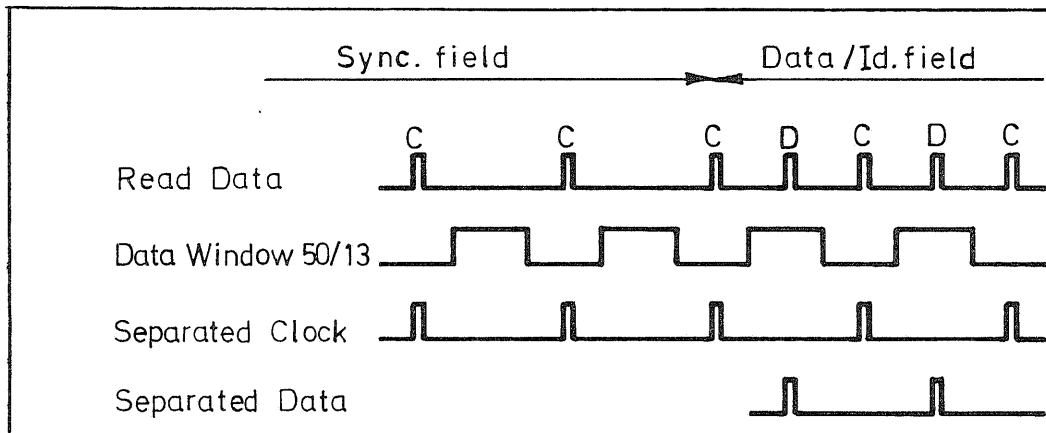 Sync. field Data/Id. field
C C C D C D C
Read Data
Data Window 50/13
Separated Clock
Separated Data